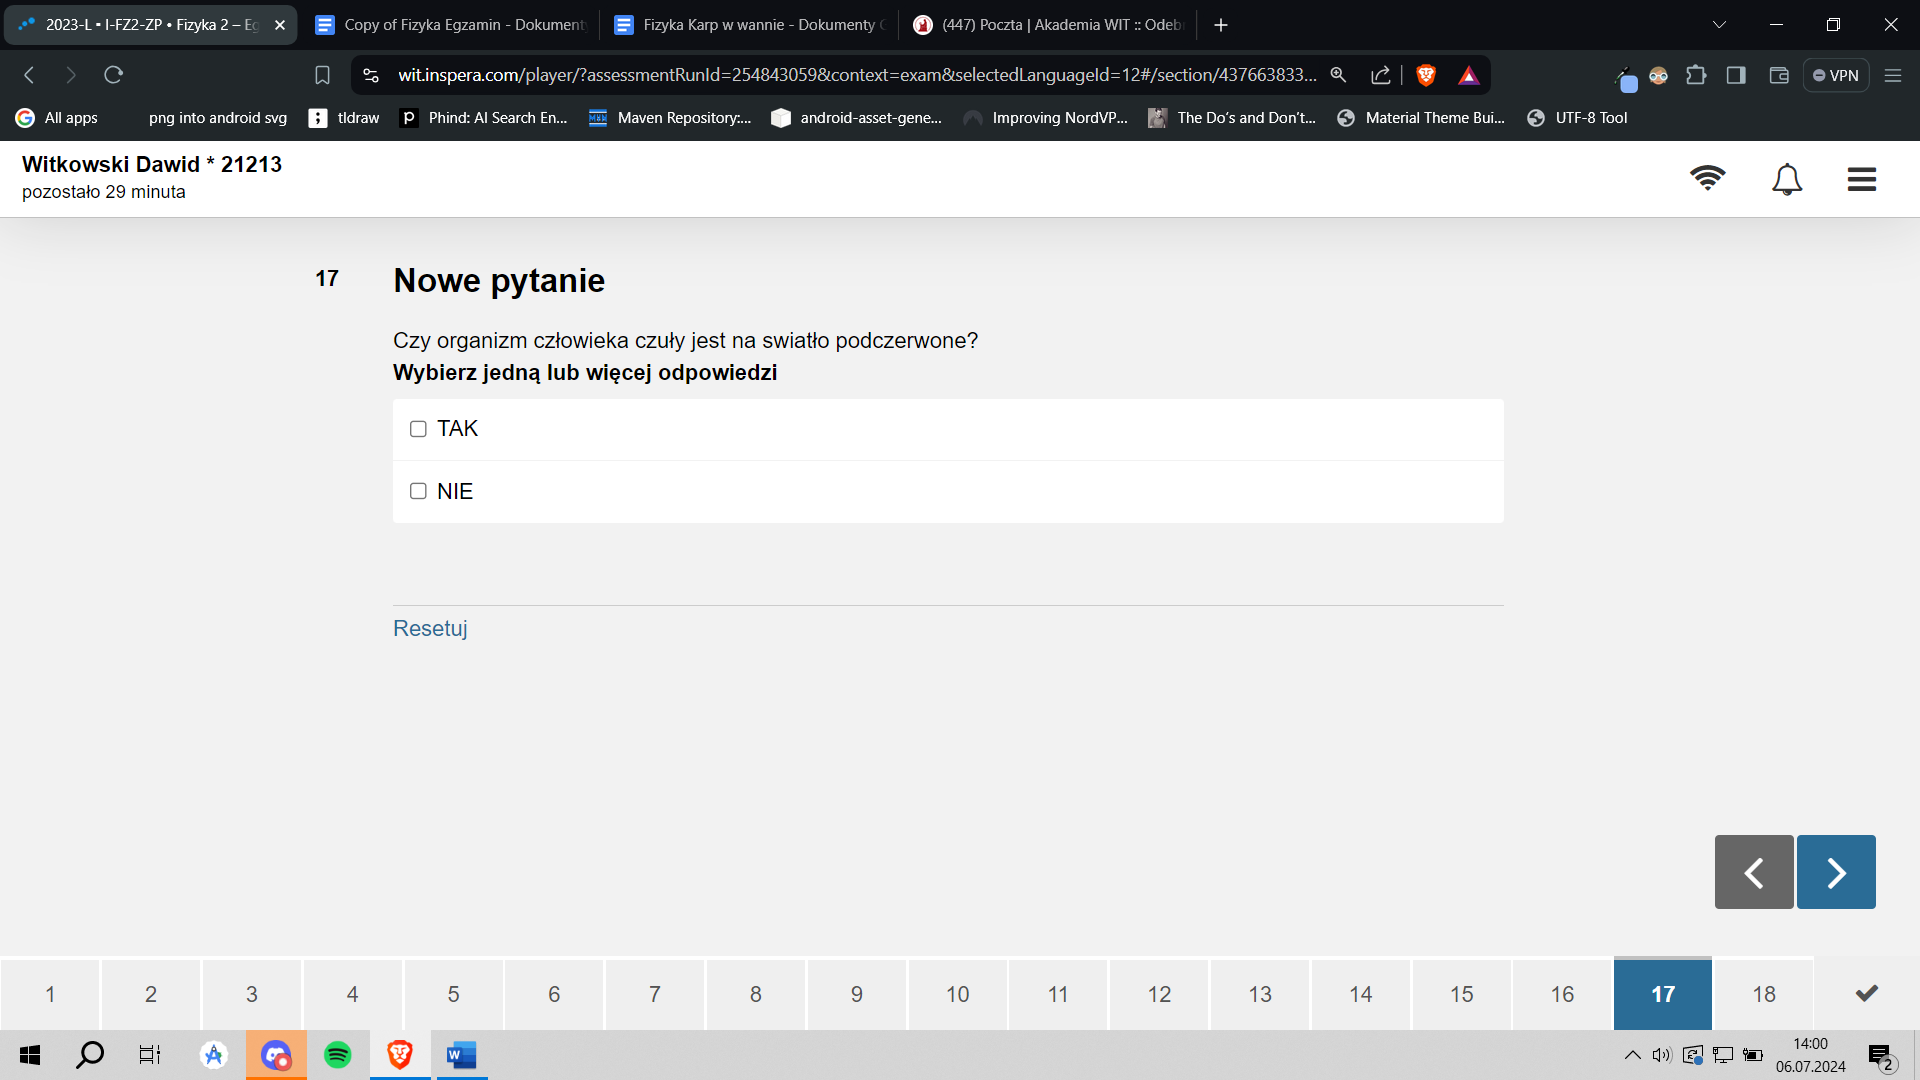 2023-L • I-FZ2-ZP • Fizyka 2 – Eg
Copy of Fizyka Egzamin - Dokument
Fizyka Karp w wannie - Dokumenty
(447) Poczta | Akademia WIT :: Odeb
wit.inspera.com/player/?assessmentRunId=254843059&context=exam&selectedLanguageId=12#/section/437663833...
VPN
All apps
png into android svg
tldraw
Phind: AI Search En...
Maven Repository:...
android-asset-gene...
Improving NordVP...
The Do's and Don't...
Material Theme Bui...
UTF-8 Tool
Witkowski Dawid * 21213
pozostało 29 minuta
17
Nowe pytanie
Czy organizm człowieka czuły jest na swiatło podczerwone?
Wybierz jedną lub więcej odpowiedzi
TAK
NIE
Resetuj
1 2 3 4 5 6 7 8 9 10 11 12 13 14 15 16 17 18
14:00
06.07.2024
2